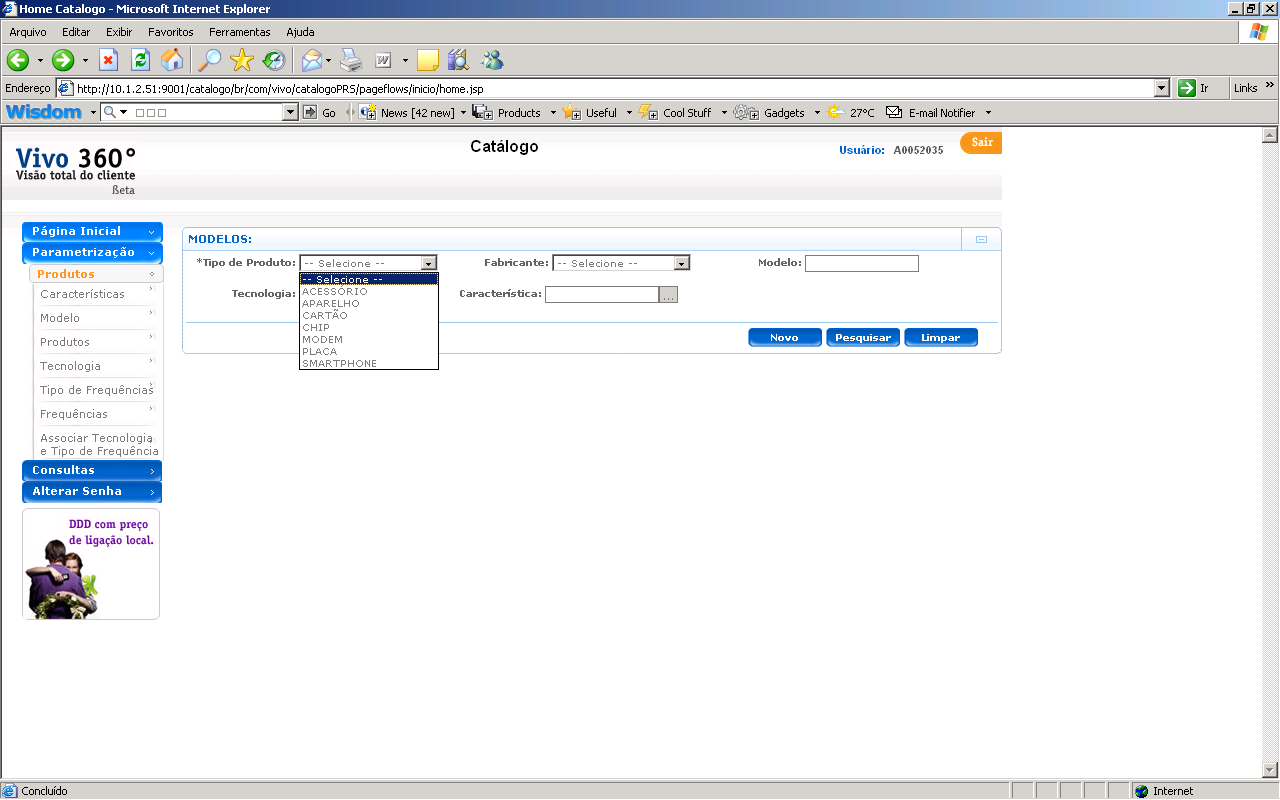 Home Catalogo - Microsoft Internet Explorer
Arquivo Editar Exibir Favoritos Ferramentas Ajuda
Endereço http://10.1.2.51:9001/catalogo/br/com/vivo/catalogoPRS/pageflows/inicio/home.jsp Ir Links »
Wisdom Go News [42 new] Products Useful Cool Stuff Gadgets 27°C E-mail Notifier
Vivo 360°
Visão total do cliente
ßeta
Catálogo
Usuário: A0052035
Sair
Página Inicial
Parametrização
Produtos
Características
Modelo
Produtos
Tecnologia
Tipo de Frequências
Frequências
Associar Tecnologia
e Tipo de Frequência
Consultas
Alterar Senha
DDD com preço
de ligação local.
MODELOS:
*Tipo de Produto: -- Selecione -- Fabricante: -- Selecione -- Modelo:
Tecnologia: Característica: ...
-- Selecione --
ACESSÓRIO
APARELHO
CARTÃO
CHIP
MODEM
PLACA
SMARTPHONE
Novo Pesquisar Limpar
Concluído Internet